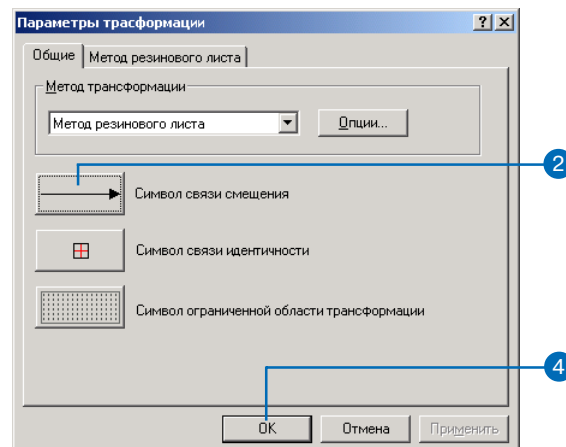 Параметры трасформации
Общие
Метод резинового листа
Метод трансформации
Метод резинового листа
Опции...
2
Символ связи смещения
Символ связи идентичности
Символ ограниченной области трансформации
4
OK
Отмена
Применить